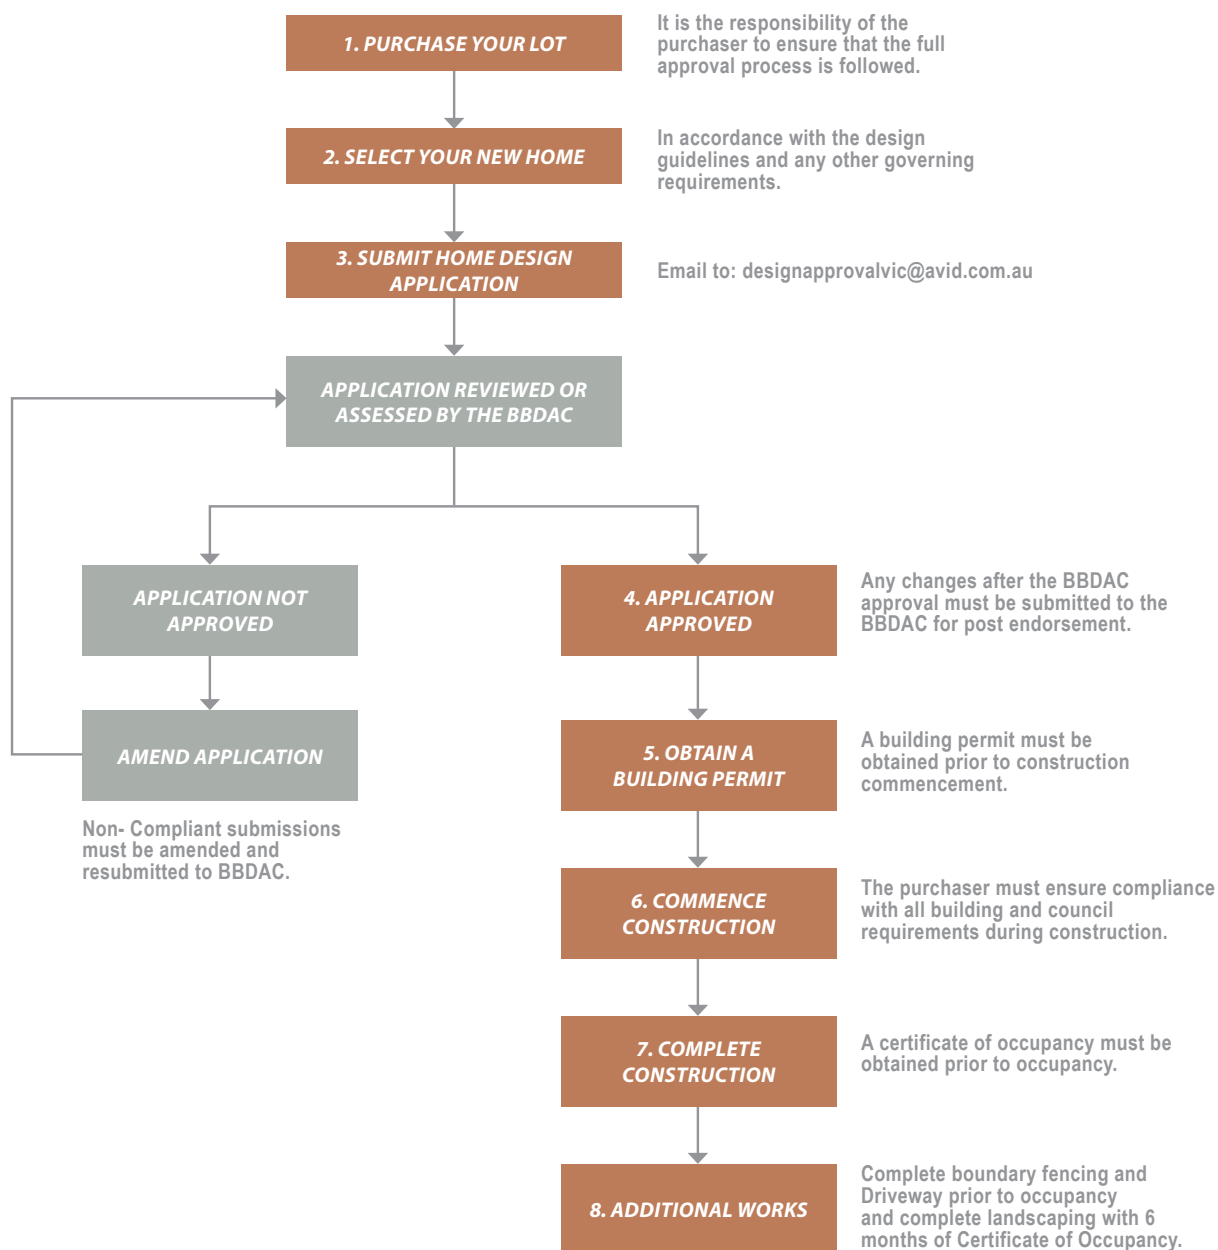 1. PURCHASE YOUR LOT
It is the responsibility of the
purchaser to ensure that the full
approval process is followed.
2. SELECT YOUR NEW HOME
In accordance with the design
guidelines and any other governing
requirements.
3. SUBMIT HOME DESIGN
APPLICATION
Email to: designapprovalvic@avid.com.au
APPLICATION REVIEWED OR
ASSESSED BY THE BBDAC
APPLICATION NOT
APPROVED
AMEND APPLICATION
Non- Compliant submissions
must be amended and
resubmitted to BBDAC.
4. APPLICATION
APPROVED
Any changes after the BBDAC
approval must be submitted to the
BBDAC for post endorsement.
5. OBTAIN A
BUILDING PERMIT
A building permit must be
obtained prior to construction
commencement.
6. COMMENCE
CONSTRUCTION
The purchaser must ensure compliance
with all building and council
requirements during construction.
7. COMPLETE
CONSTRUCTION
A certificate of occupancy must be
obtained prior to occupancy.
8. ADDITIONAL WORKS
Complete boundary fencing and
Driveway prior to occupancy
and complete landscaping with 6
months of Certificate of Occupancy.